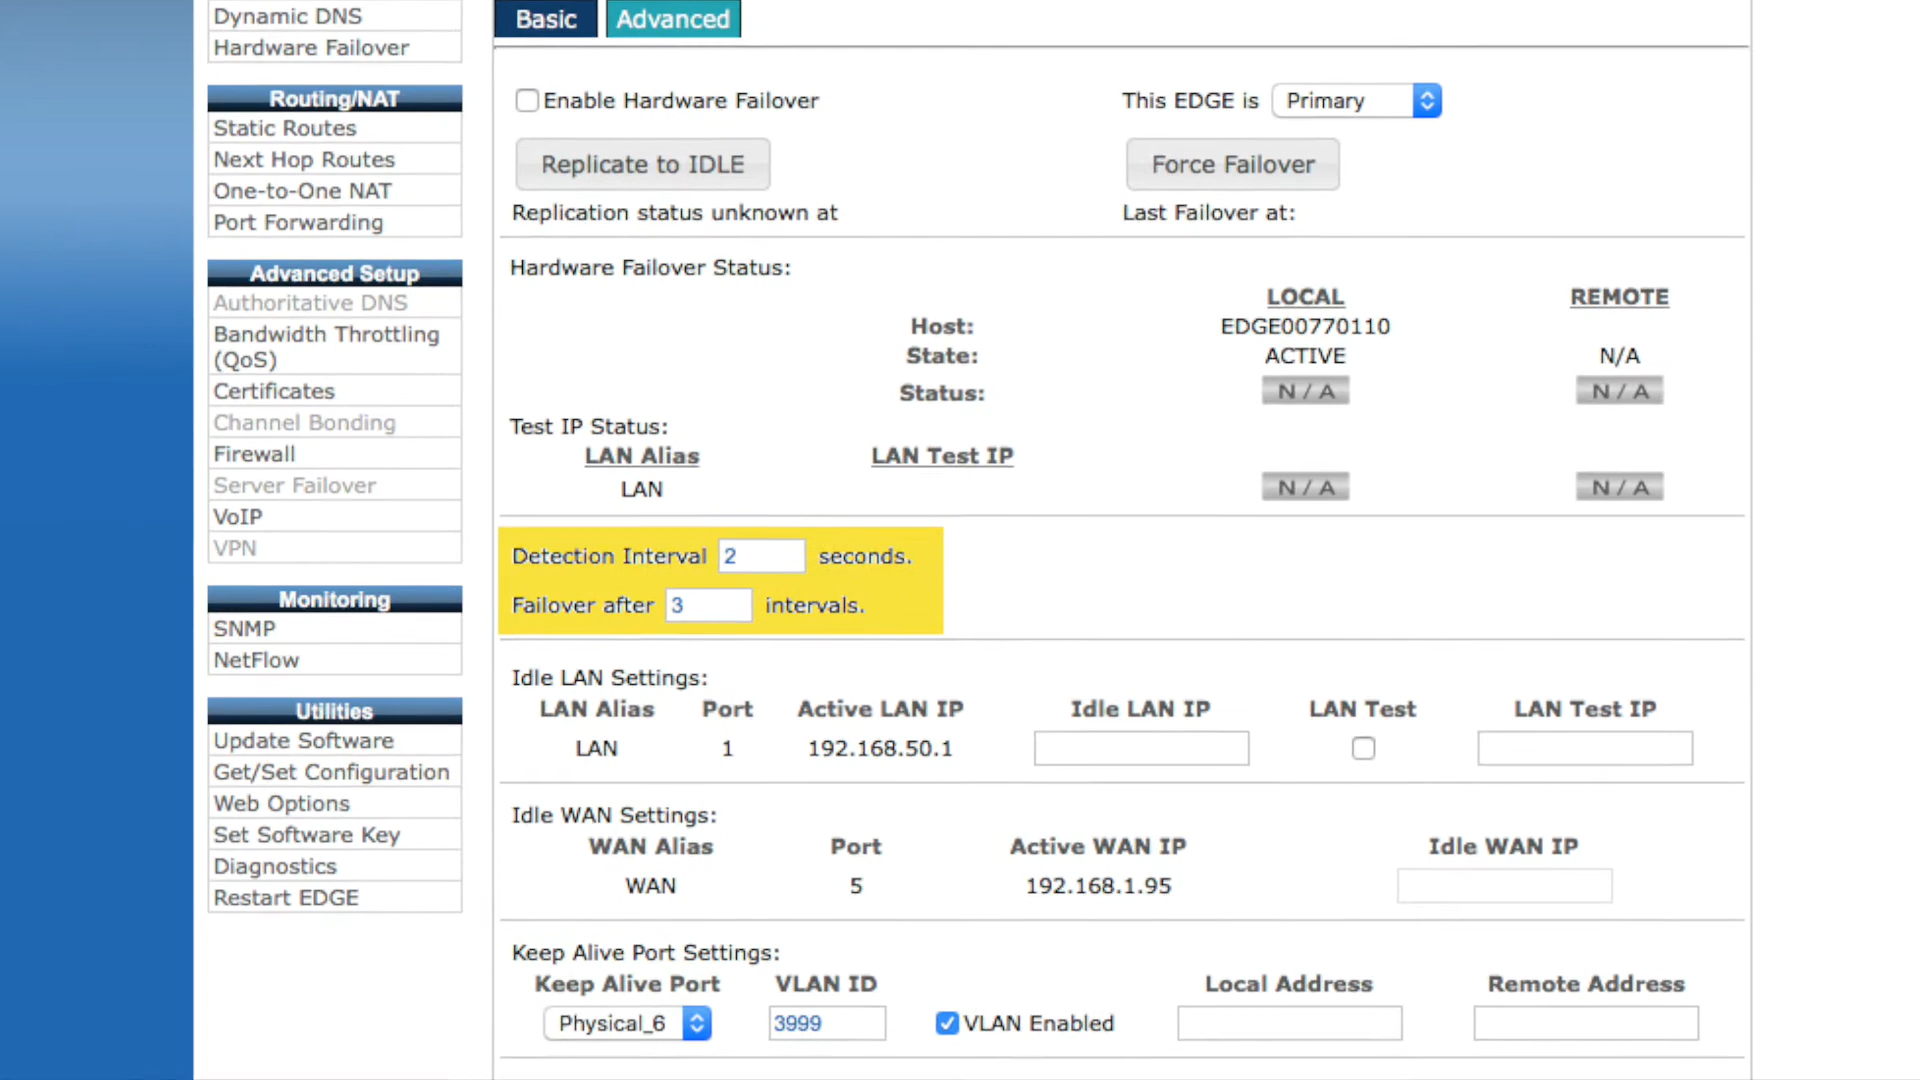 Dynamic DNS
Hardware Failover
Routing/NAT
Static Routes
Next Hop Routes
One-to-One NAT
Port Forwarding
Advanced Setup
Authoritative DNS
Bandwidth Throttling
(QoS)
Certificates
Channel Bonding
Firewall
Server Failover
VoIP
VPN
Monitoring
SNMP
NetFlow
Utilities
Update Software
Get/Set Configuration
Web Options
Set Software Key
Diagnostics
Restart EDGE
Basic Advanced
Enable Hardware Failover This EDGE is Primary
Replicate to IDLE Force Failover
Replication status unknown at Last Failover at:
Hardware Failover Status:
LOCAL REMOTE
Host: EDGE00770110
State: ACTIVE N/A
Status: N / A N / A
Test IP Status:
LAN Alias LAN Test IP
LAN N / A N / A
Detection Interval 2 seconds.
Failover after 3 intervals.
Idle LAN Settings:
LAN Alias Port Active LAN IP Idle LAN IP LAN Test LAN Test IP
LAN 1 192.168.50.1
Idle WAN Settings:
WAN Alias Port Active WAN IP Idle WAN IP
WAN 5 192.168.1.95
Keep Alive Port Settings:
Keep Alive Port VLAN ID Local Address Remote Address
Physical_6 3999 VLAN Enabled